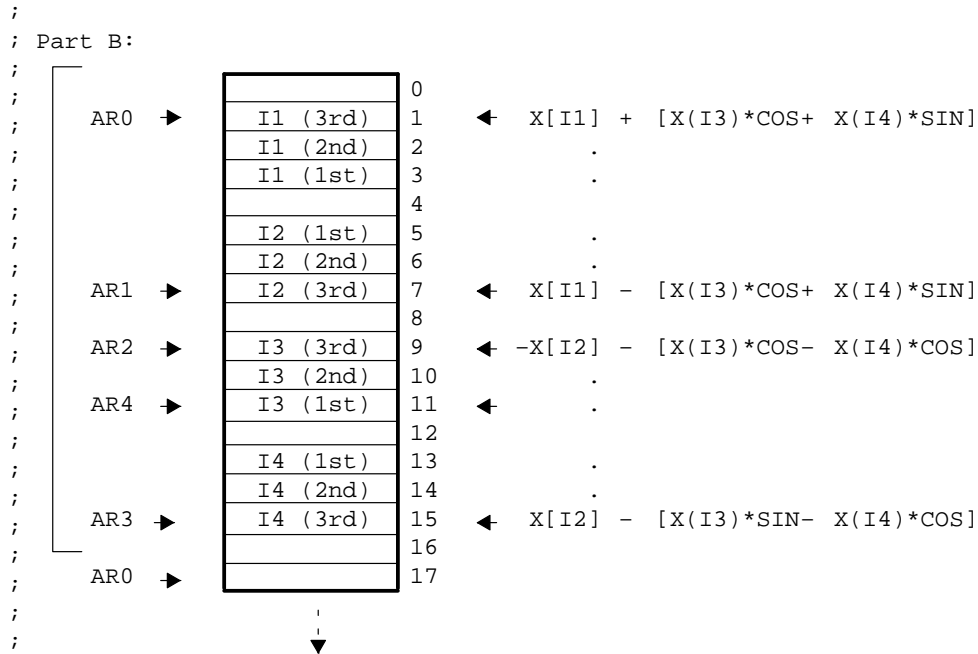 ;
; Part B:
;
; 0
; AR0 I1 (3rd) 1 X[I1] + [X(I3)*COS+ X(I4)*SIN]
; I1 (2nd) 2 .
; I1 (1st) 3 .
; 4
; I2 (1st) 5 .
; I2 (2nd) 6 .
; AR1 I2 (3rd) 7 X[I1] – [X(I3)*COS+ X(I4)*SIN]
; 8
; AR2 I3 (3rd) 9 –X[I2] – [X(I3)*COS– X(I4)*COS]
; I3 (2nd) 10 .
; AR4 I3 (1st) 11 .
; 12
; I4 (1st) 13 .
; I4 (2nd) 14 .
; AR3 I4 (3rd) 15 X[I2] – [X(I3)*SIN– X(I4)*COS]
; 16
; AR0 17
;
;